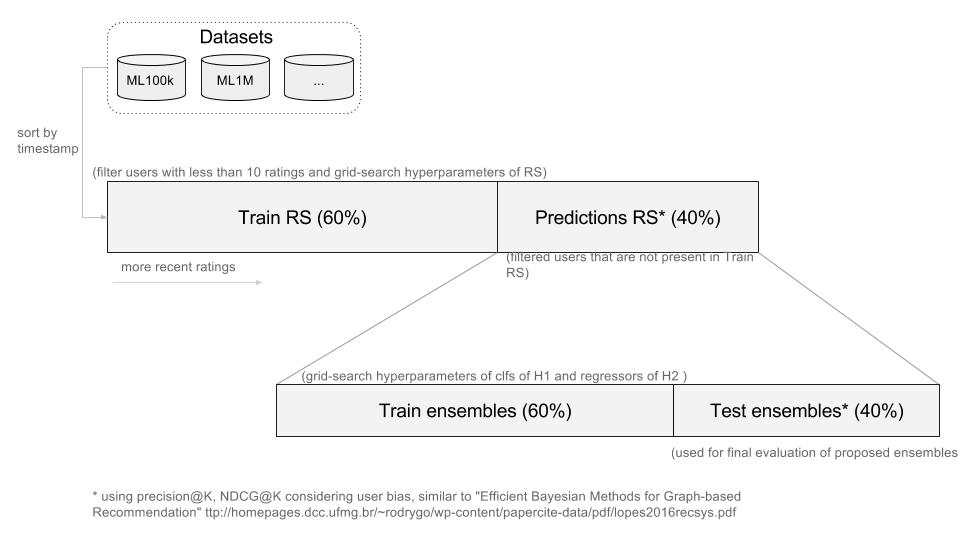 Datasets
ML100k
ML1M
...
sort by
timestamp
(filter users with less than 10 ratings and grid-search hyperparameters of RS)
Train RS (60%)
Predictions RS* (40%)
(filtered users that are not present in Train
RS)
more recent ratings
(grid-search hyperparameters of clfs of H1 and regressors of H2 )
Train ensembles (60%)
Test ensembles* (40%)
(used for final evaluation of proposed ensembles
* using precision@K, NDCG@K considering user bias, similar to "Efficient Bayesian Methods for Graph-based
Recommendation" ttp://homepages.dcc.ufmg.br/~rodrygo/wp-content/papercite-data/pdf/lopes2016recsys.pdf